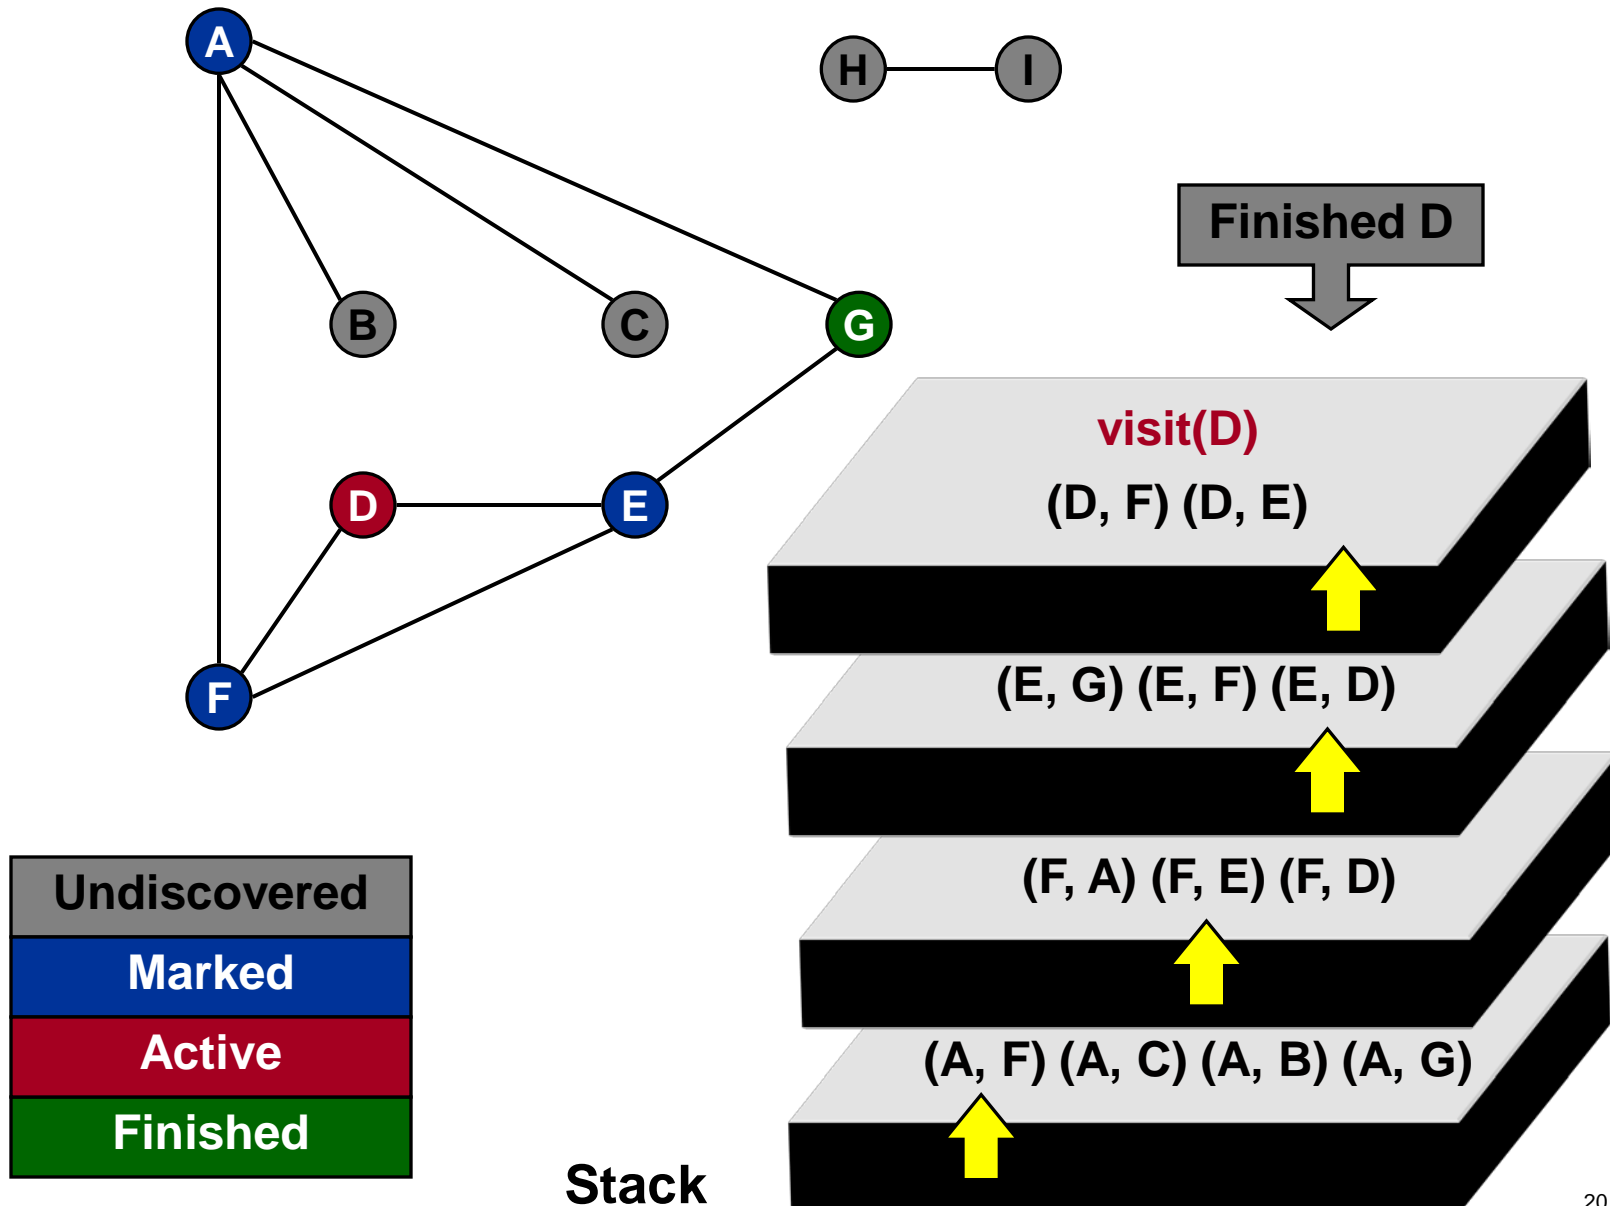 A
H
I
Finished D
B
C
G
visit(D)
(D, F) (D, E)
D
E
(E, G) (E, F) (E, D)
F
(F, A) (F, E) (F, D)
Undiscovered
Marked
Active
Finished
(A, F) (A, C) (A, B) (A, G)
Stack
20